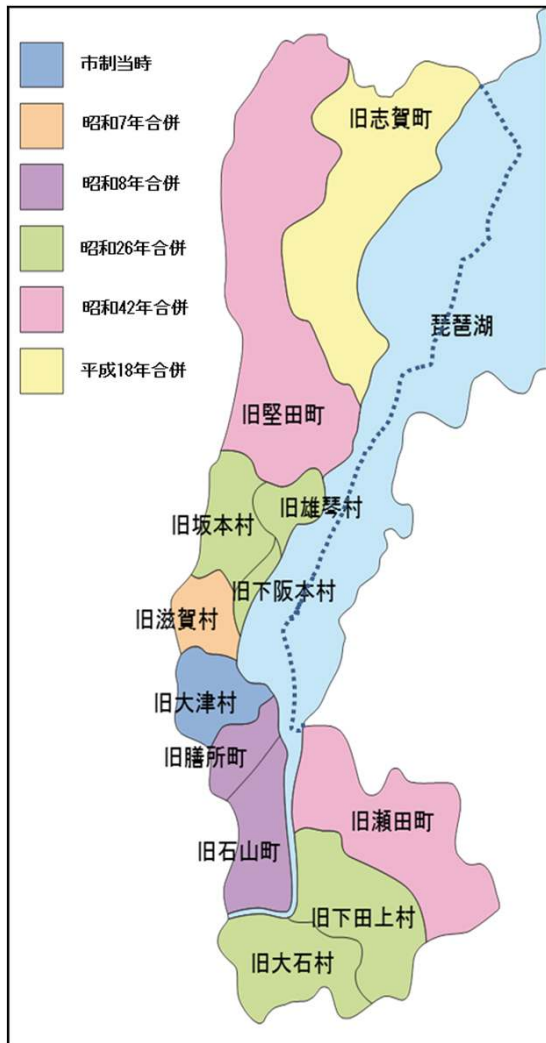 市制当時
昭和7年合併
昭和8年合併
昭和26年合併
昭和42年合併
平成18年合併
旧志賀町
琵琶湖
旧堅田町
旧雄琴村
旧坂本村
旧下阪本村
旧滋賀村
旧大津村
旧膳所町
旧瀬田町
旧石山町
旧下田上村
旧大石村